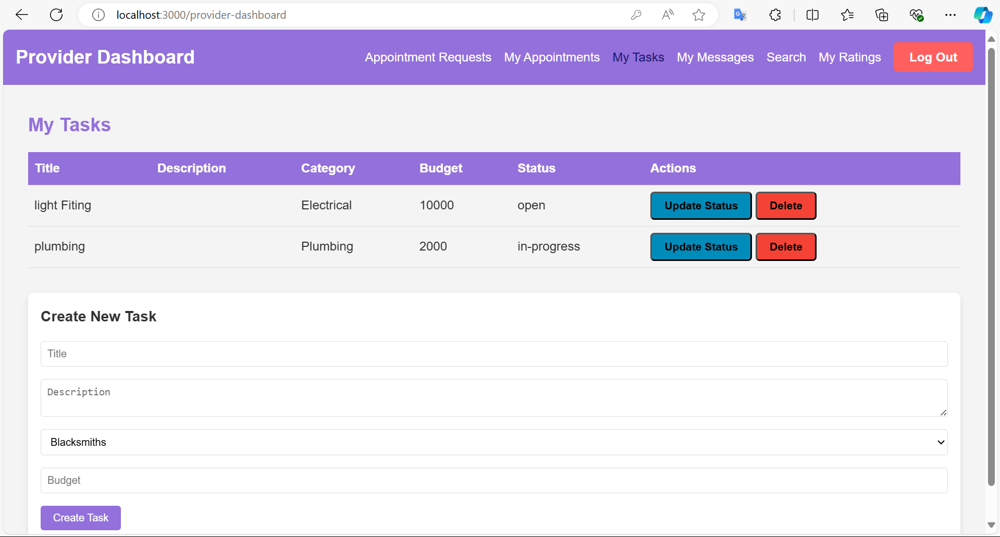 localhost:3000/provider-dashboard
Provider Dashboard Appointment Requests My Appointments My Tasks My Messages Search My Ratings Log Out
My Tasks
Title Description Category Budget Status Actions
light Fiting Electrical 10000 open Update Status Delete
plumbing Plumbing 2000 in-progress Update Status Delete
Create New Task
Title
Description
Blacksmiths
Budget
Create Task